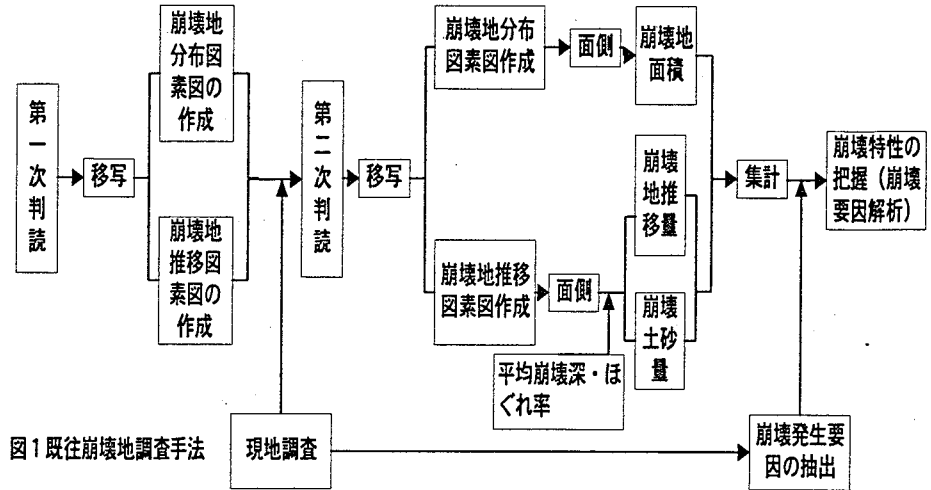 第一次判読
移写
崩壊地
分布図
素図の
作成
崩壊地
推移図
素図の
作成
第二次判読
移写
崩壊地分布
図素図作成
面側
崩壊地
面積
崩壊地推移
図素図作成
面側
平均崩壊深・ほ
ぐれ率
崩壊
地推
移量
崩壊
土砂
量
集計
崩壊特性の
把握（崩壊
要因解析）
図1既往崩壊地調査手法
現地調査
崩壊発生要
因の抽出